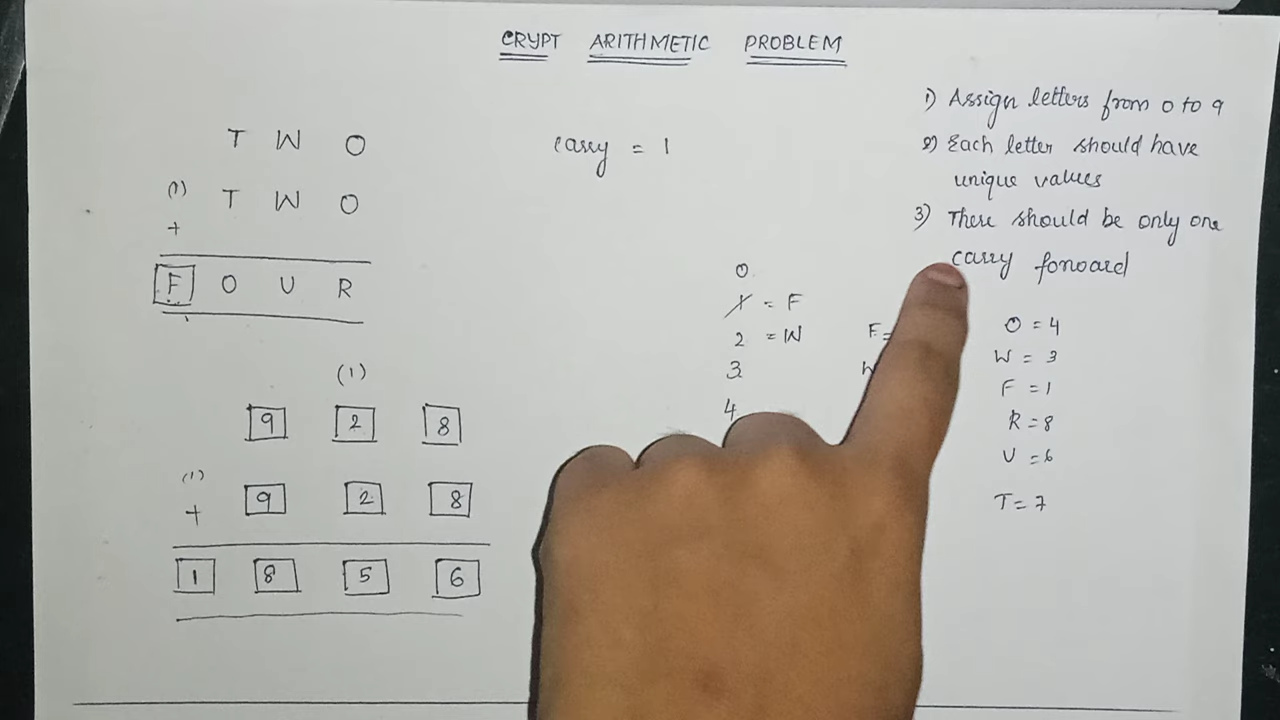 CRYPT ARITHMETIC PROBLEM
T W O
(1) T W O
+
F O U R
carry = 1
1) Assign letters from 0 to 9
2) Each letter should have
unique values
3) There should be only one
carry forward
(1)
9 2 8
(1)
+ 9 2 8
1 8 5 6
0
1 = F
2 = W
3
4
F =
O = 4
W = 3
F = 1
R = 8
U = 6
T = 7